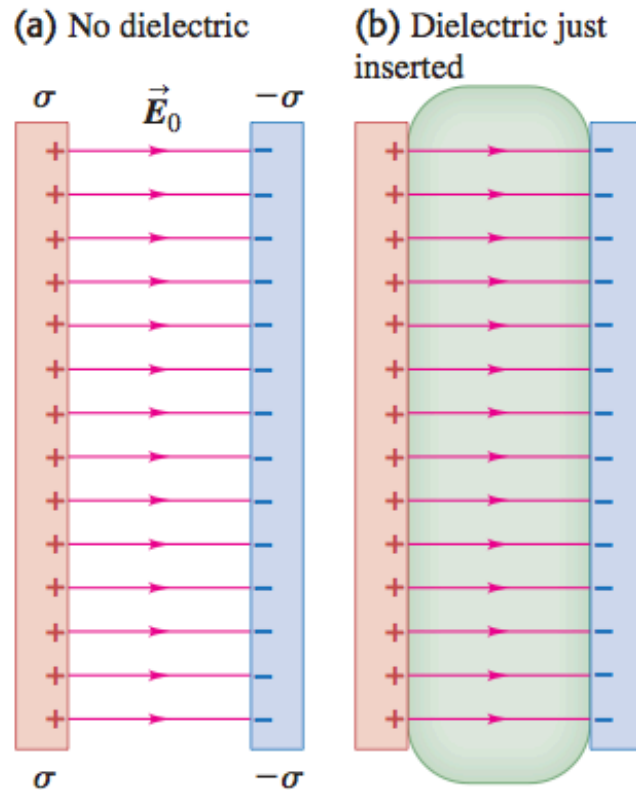 (a) No dielectric
σ
E⃗₀
−σ
σ
−σ
(b) Dielectric just
inserted